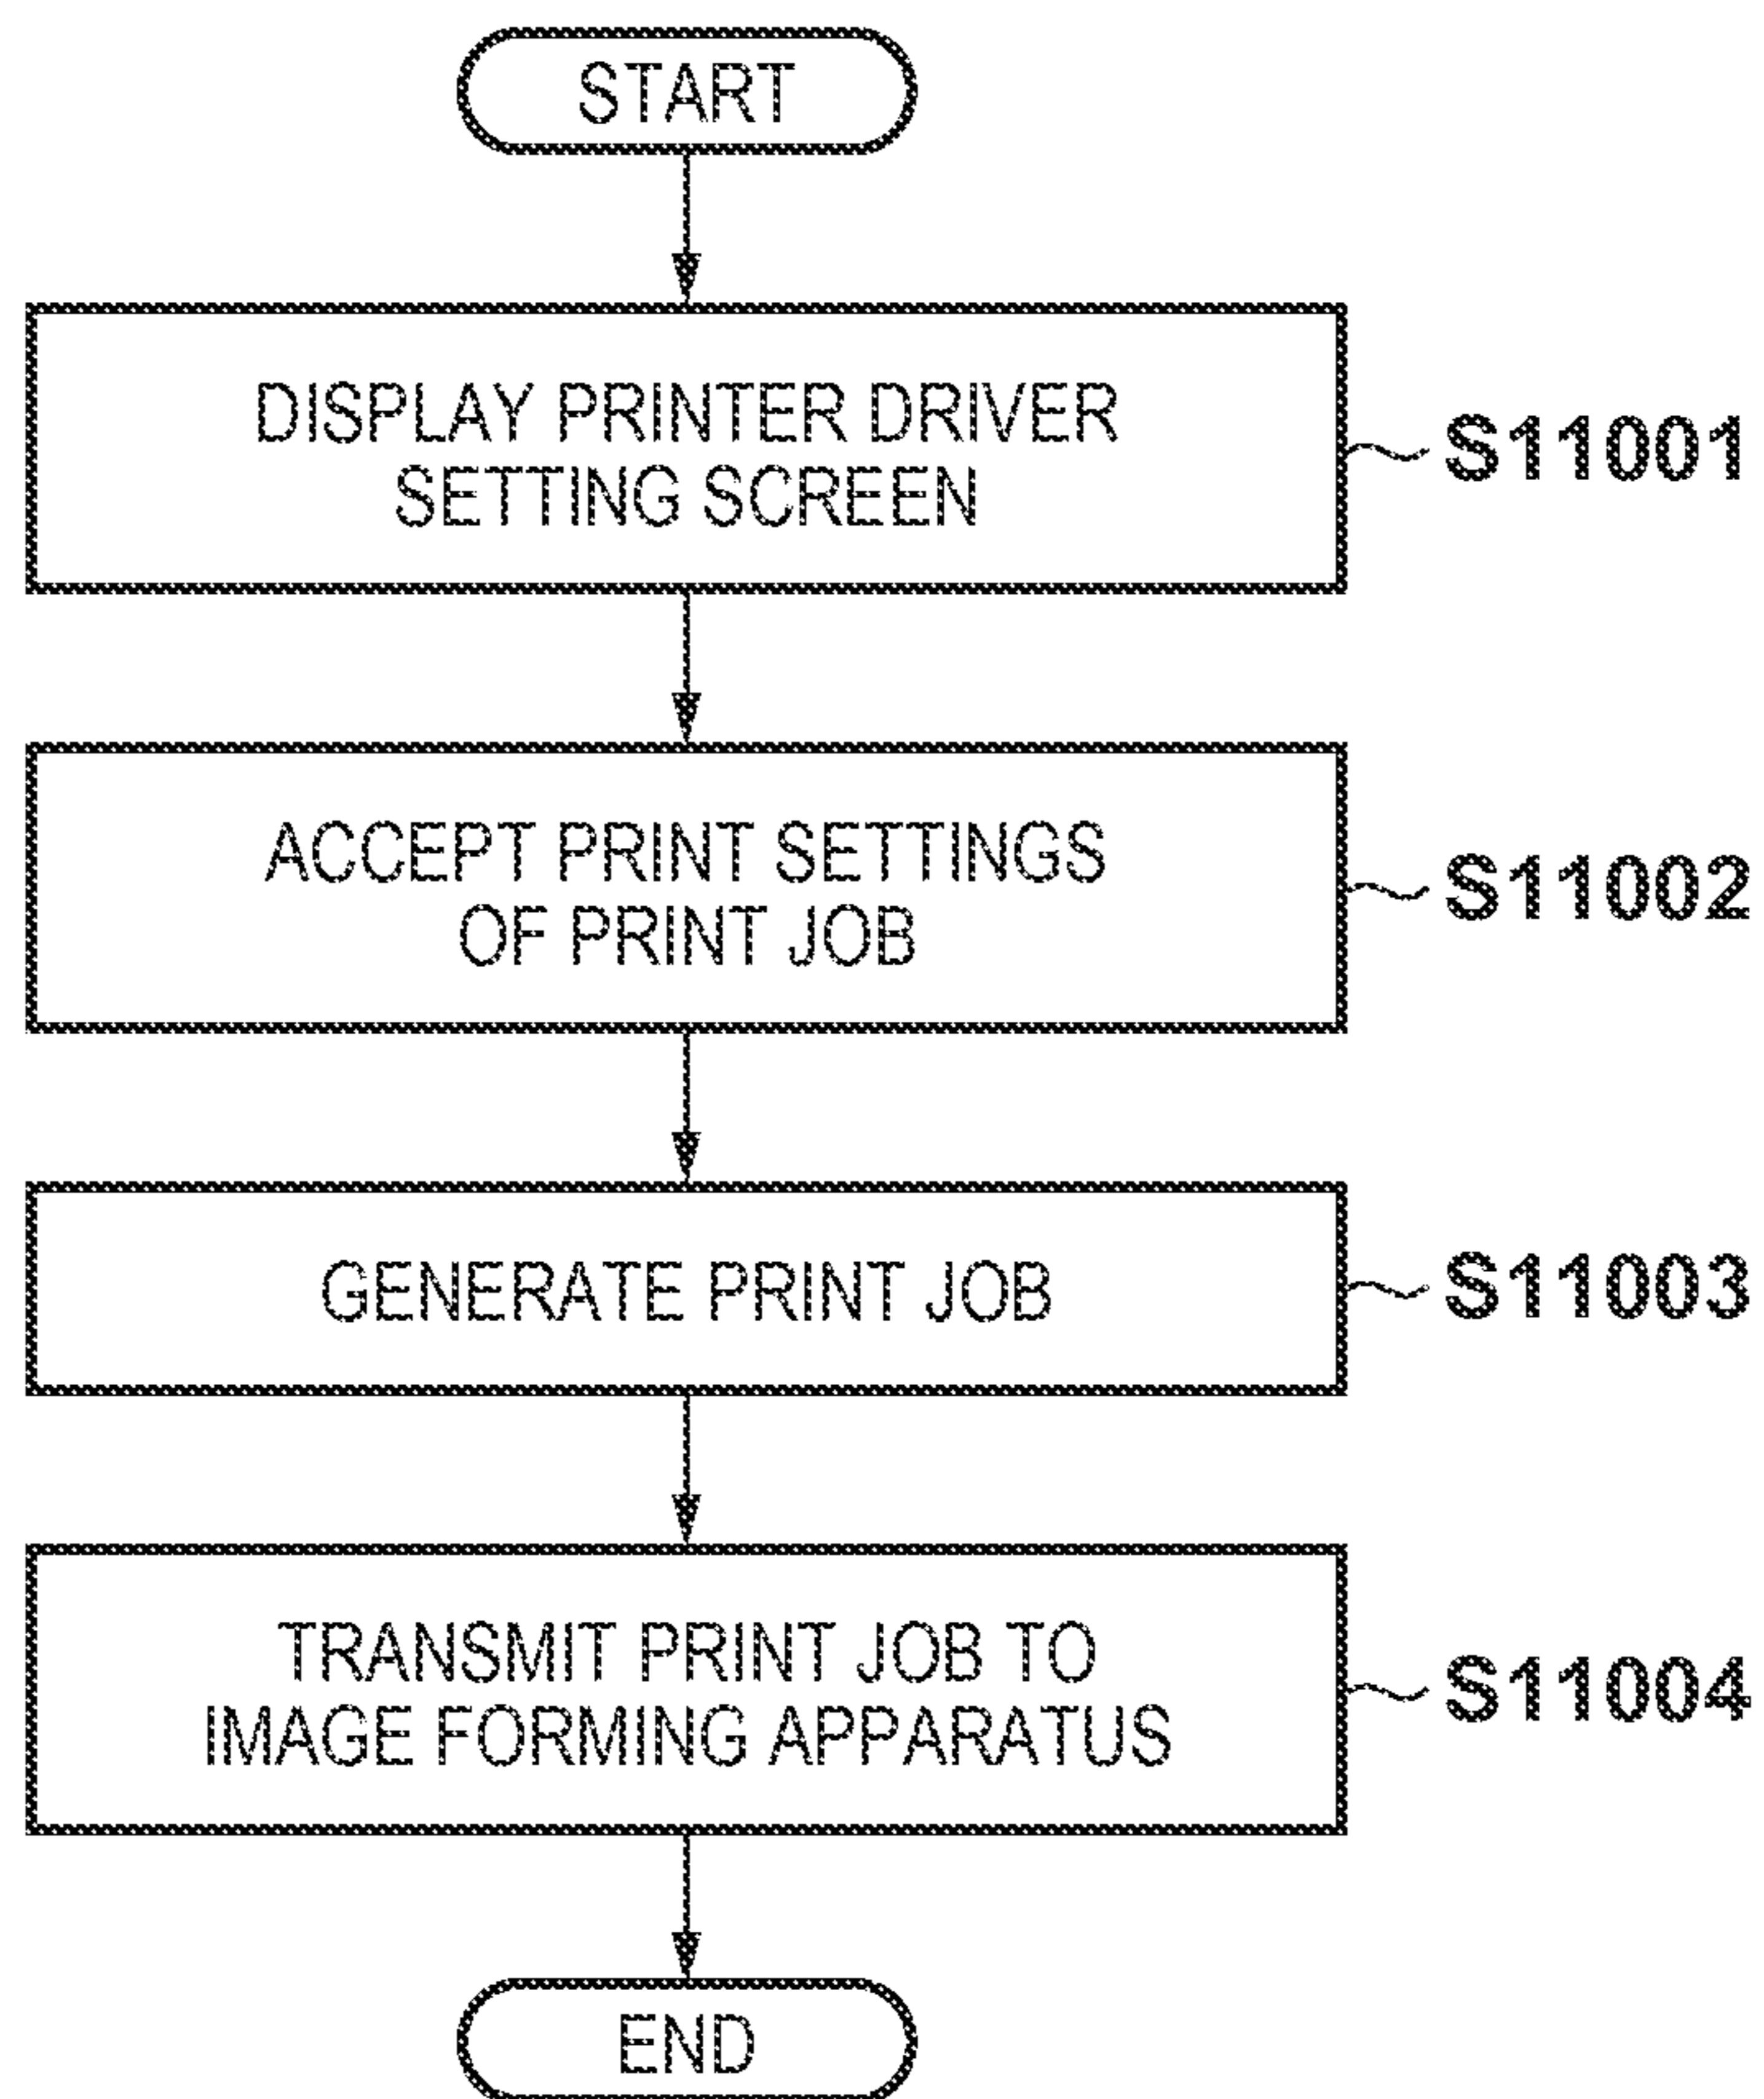 START
DISPLAY PRINTER DRIVER
SETTING SCREEN
S11001
ACCEPT PRINT SETTINGS
OF PRINT JOB
S11002
GENERATE PRINT JOB
S11003
TRANSMIT PRINT JOB TO
IMAGE FORMING APPARATUS
S11004
END